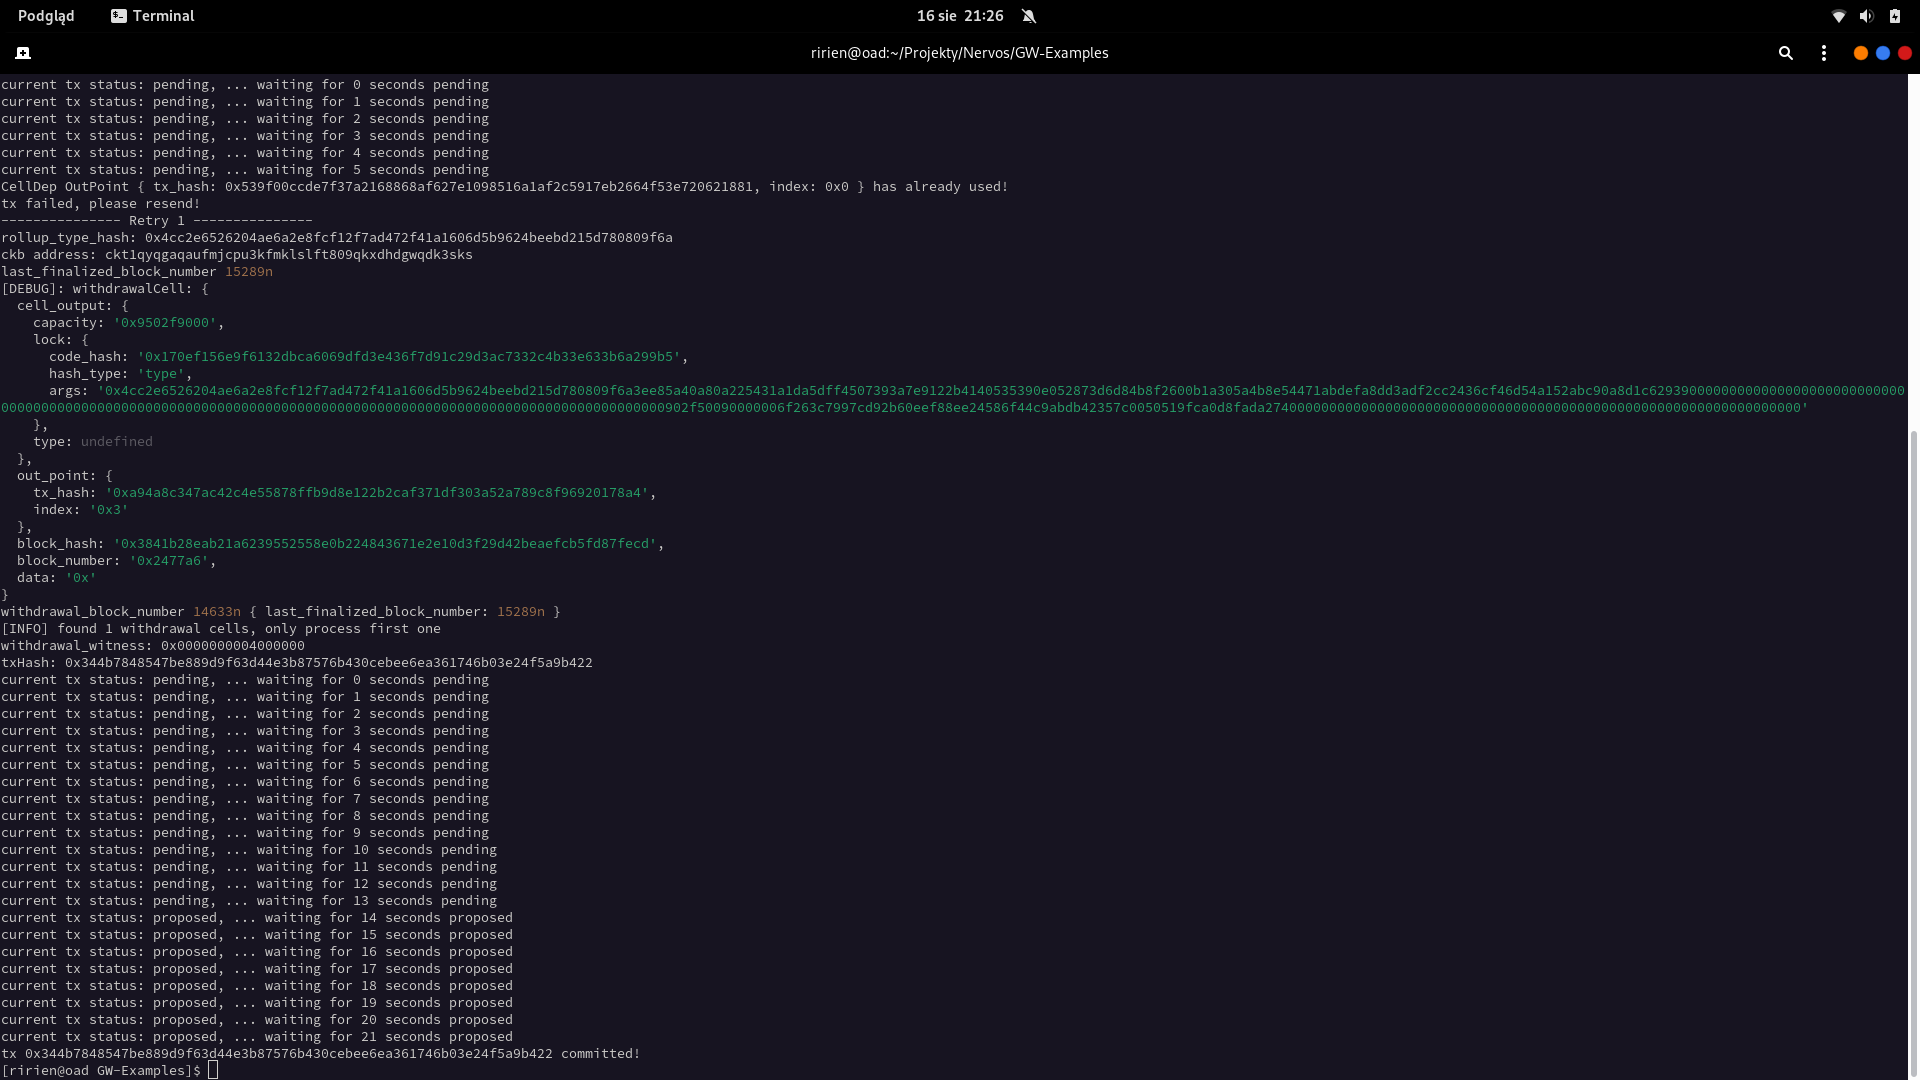 Podgląd
Terminal
16 sie 21:26
ririen@oad:~/Projekty/Nervos/GW-Examples
current tx status: pending, ... waiting for 0 seconds pending
current tx status: pending, ... waiting for 1 seconds pending
current tx status: pending, ... waiting for 2 seconds pending
current tx status: pending, ... waiting for 3 seconds pending
current tx status: pending, ... waiting for 4 seconds pending
current tx status: pending, ... waiting for 5 seconds pending
CellDep OutPoint { tx_hash: 0x539f00ccde7f37a2168868af627e1098516a1af2c5917eb2664f53e720621881, index: 0x0 } has already used!
tx failed, please resend!
--------------- Retry 1 ---------------
rollup_type_hash: 0x4cc2e6526204ae6a2e8fcf12f7ad472f41a1606d5b9624beebd215d780809f6a
ckb address: ckt1qyqgaqaufmjcpu3kfmklslft809qkxdhdgwqdk3sks
last_finalized_block_number 15289n
[DEBUG]: withdrawalCell: {
cell_output: {
capacity: '0x9502f9000',
lock: {
code_hash: '0x170ef156e9f6132dbca6069dfd3e436f7d91c29d3ac7332c4b33e633b6a299b5',
hash_type: 'type',
args:
},
type: undefined
},
out_point: {
tx_hash: '0xa94a8c347ac42c4e55878ffb9d8e122b2caf371df303a52a789c8f96920178a4',
index: '0x3'
},
block_hash: '0x3841b28eab21a6239552558e0b224843671e2e10d3f29d42beaefcb5fd87fecd',
block_number: '0x2477a6',
data: '0x'
}
withdrawal_block_number 14633n { last_finalized_block_number: 15289n }
[INFO] found 1 withdrawal cells, only process first one
withdrawal_witness: 0x0000000004000000
txHash: 0x344b7848547be889d9f63d44e3b87576b430cebee6ea361746b03e24f5a9b422
current tx status: pending, ... waiting for 0 seconds pending
current tx status: pending, ... waiting for 1 seconds pending
current tx status: pending, ... waiting for 2 seconds pending
current tx status: pending, ... waiting for 3 seconds pending
current tx status: pending, ... waiting for 4 seconds pending
current tx status: pending, ... waiting for 5 seconds pending
current tx status: pending, ... waiting for 6 seconds pending
current tx status: pending, ... waiting for 7 seconds pending
current tx status: pending, ... waiting for 8 seconds pending
current tx status: pending, ... waiting for 9 seconds pending
current tx status: pending, ... waiting for 10 seconds pending
current tx status: pending, ... waiting for 11 seconds pending
current tx status: pending, ... waiting for 12 seconds pending
current tx status: pending, ... waiting for 13 seconds pending
current tx status: proposed, ... waiting for 14 seconds proposed
current tx status: proposed, ... waiting for 15 seconds proposed
current tx status: proposed, ... waiting for 16 seconds proposed
current tx status: proposed, ... waiting for 17 seconds proposed
current tx status: proposed, ... waiting for 18 seconds proposed
current tx status: proposed, ... waiting for 19 seconds proposed
current tx status: proposed, ... waiting for 20 seconds proposed
current tx status: proposed, ... waiting for 21 seconds proposed
tx 0x344b7848547be889d9f63d44e3b87576b430cebee6ea361746b03e24f5a9b422 committed!
[ririen@oad GW-Examples]$